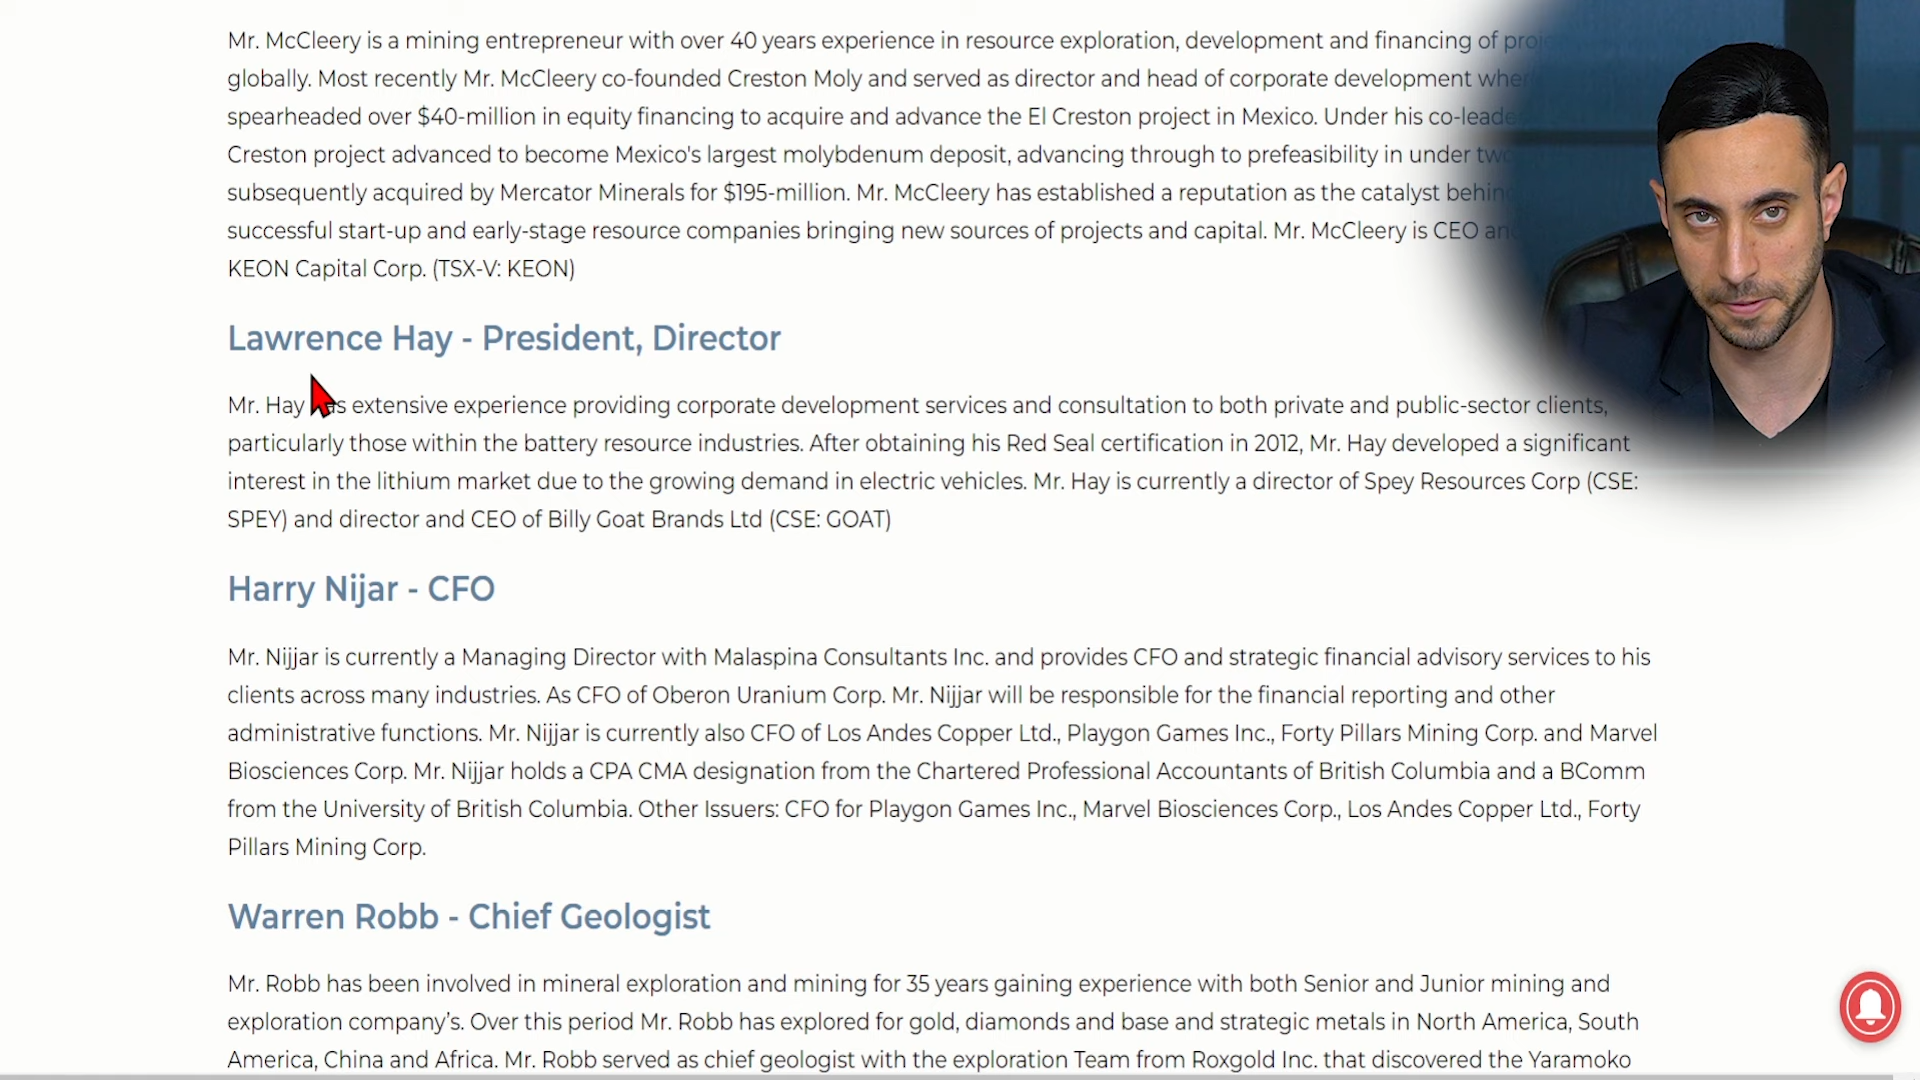 Mr. McCleery is a mining entrepreneur with over 40 years experience in resource exploration, development and financing of
globally. Most recently Mr. McCleery co-founded Creston Moly and served as director and head of corporate development
spearheaded over $40-million in equity financing to acquire and advance the El Creston project in Mexico. Under his
Creston project advanced to become Mexico's largest molybdenum deposit, advancing through to prefeasibility in under
subsequently acquired by Mercator Minerals for $195-million. Mr. McCleery has established a reputation as the catalyst
successful start-up and early-stage resource companies bringing new sources of projects and capital. Mr. McCleery is CEO
KEON Capital Corp. (TSX-V: KEON)
Lawrence Hay - President, Director
Mr. Hay has extensive experience providing corporate development services and consultation to both private and public-sector clients,
particularly those within the battery resource industries. After obtaining his Red Seal certification in 2012, Mr. Hay developed a significant
interest in the lithium market due to the growing demand in electric vehicles. Mr. Hay is currently a director of Spey Resources Corp (CSE:
SPEY) and director and CEO of Billy Goat Brands Ltd (CSE: GOAT)
Harry Nijar - CFO
Mr. Nijjar is currently a Managing Director with Malaspina Consultants Inc. and provides CFO and strategic financial advisory services to his
clients across many industries. As CFO of Oberon Uranium Corp. Mr. Nijjar will be responsible for the financial reporting and other
administrative functions. Mr. Nijjar is currently also CFO of Los Andes Copper Ltd., Playgon Games Inc., Forty Pillars Mining Corp. and Marvel
Biosciences Corp. Mr. Nijjar holds a CPA CMA designation from the Chartered Professional Accountants of British Columbia and a BComm
from the University of British Columbia. Other Issuers: CFO for Playgon Games Inc., Marvel Biosciences Corp., Los Andes Copper Ltd., Forty
Pillars Mining Corp.
Warren Robb - Chief Geologist
Mr. Robb has been involved in mineral exploration and mining for 35 years gaining experience with both Senior and Junior mining and
exploration company's. Over this period Mr. Robb has explored for gold, diamonds and base and strategic metals in North America, South
America, China and Africa. Mr. Robb served as chief geologist with the exploration Team from Roxgold Inc. that discovered the Yaramoko